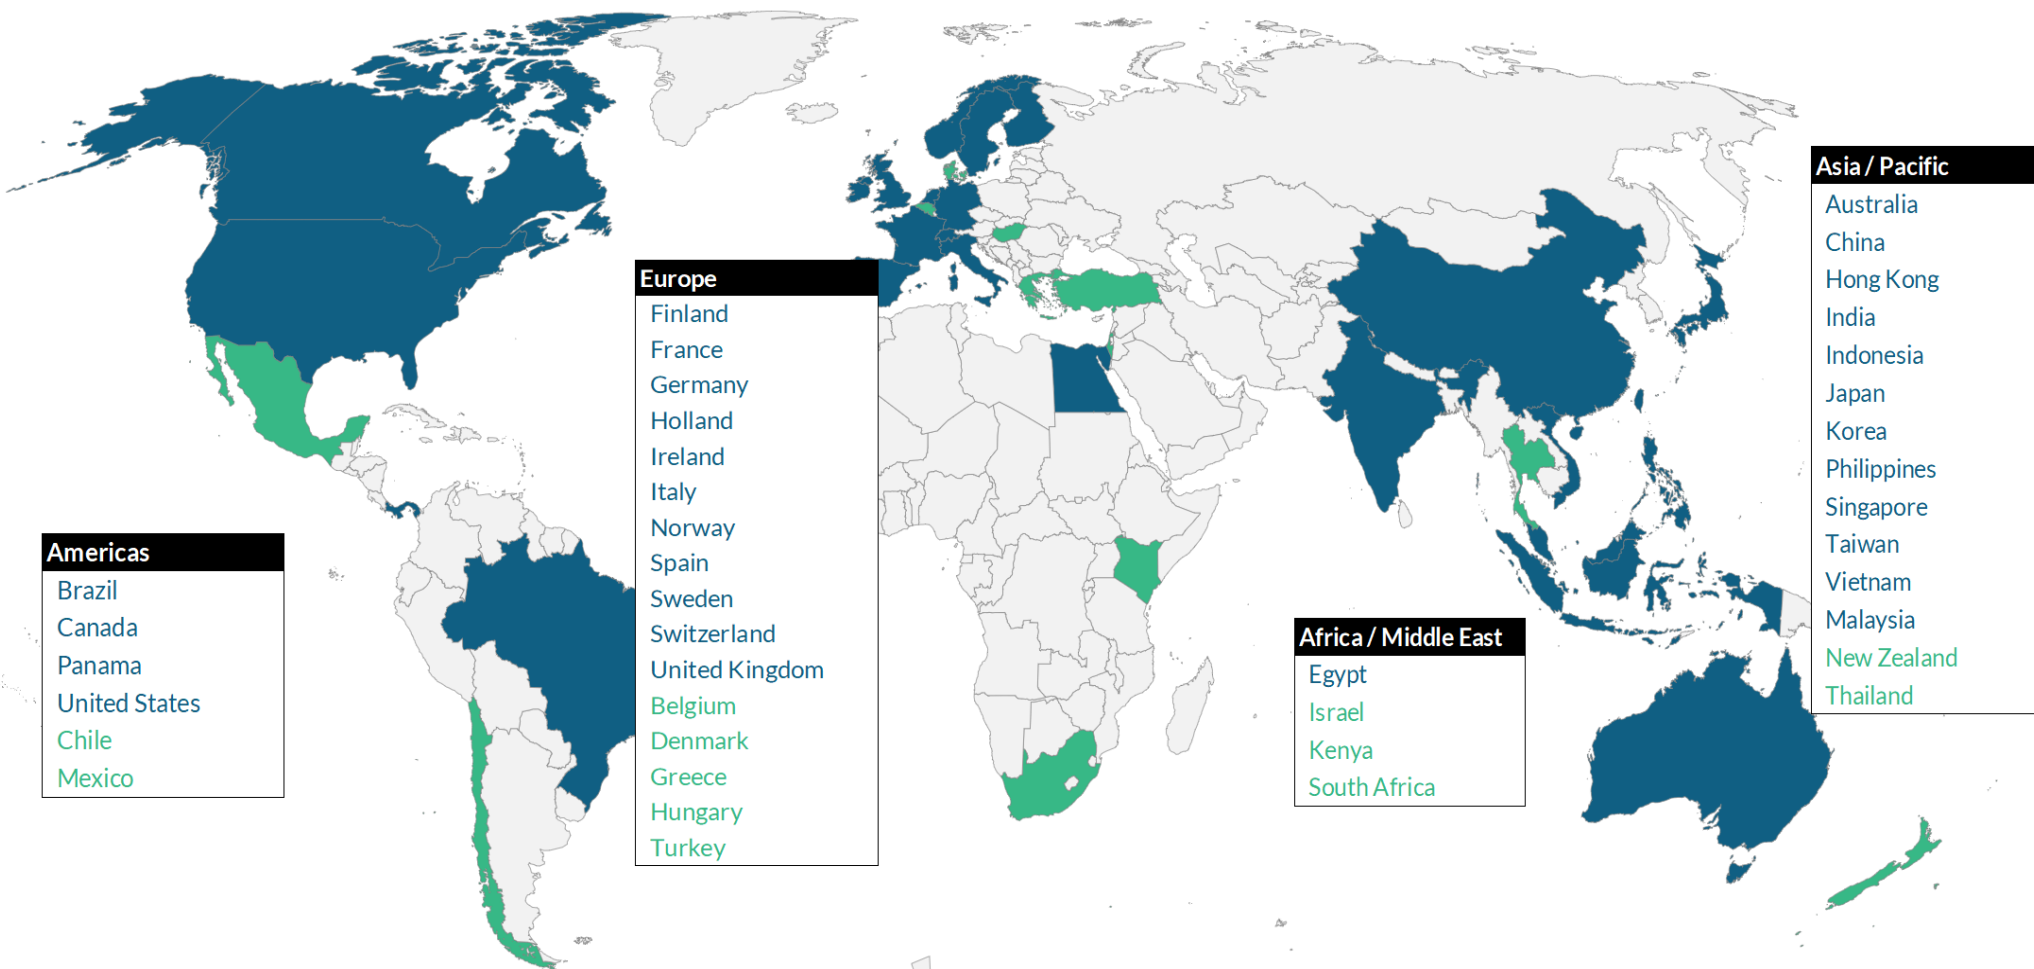 Asia / Pacific
Australia
China
Hong Kong
India
Indonesia
Japan
Korea
Philippines
Singapore
Taiwan
Vietnam
Malaysia
New Zealand
Thailand
Europe
Finland
France
Germany
Holland
Ireland
Italy
Norway
Spain
Sweden
Switzerland
United Kingdom
Belgium
Denmark
Greece
Hungary
Turkey
Americas
Brazil
Canada
Panama
United States
Chile
Mexico
Africa / Middle East
Egypt
Israel
Kenya
South Africa